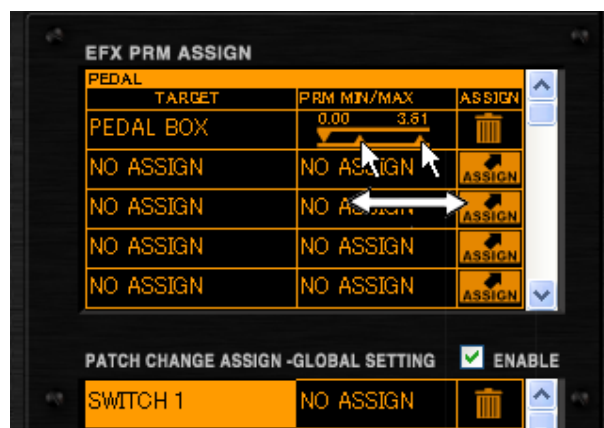 EFX PRM ASSIGN
PEDAL
TARGET PRM MIN/MAX ASSIGN
PEDAL BOX 0.00 3.61
NO ASSIGN NO ASSIGN ASSIGN
NO ASSIGN NO ASSIGN ASSIGN
NO ASSIGN NO ASSIGN ASSIGN
NO ASSIGN NO ASSIGN ASSIGN
PATCH CHANGE ASSIGN -GLOBAL SETTING ENABLE
SWITCH 1 NO ASSIGN